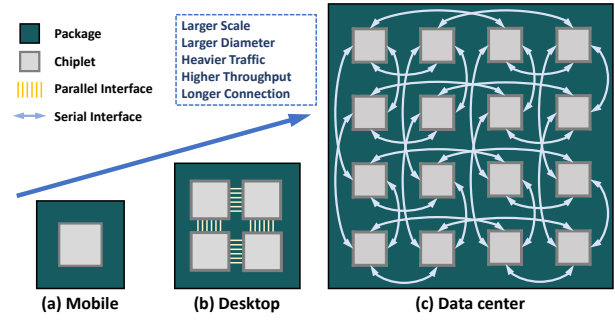 Package
Chiplet
Parallel Interface
Serial Interface
Larger Scale
Larger Diameter
Heavier Traffic
Higher Throughput
Longer Connection
(a) Mobile
(b) Desktop
(c) Data center